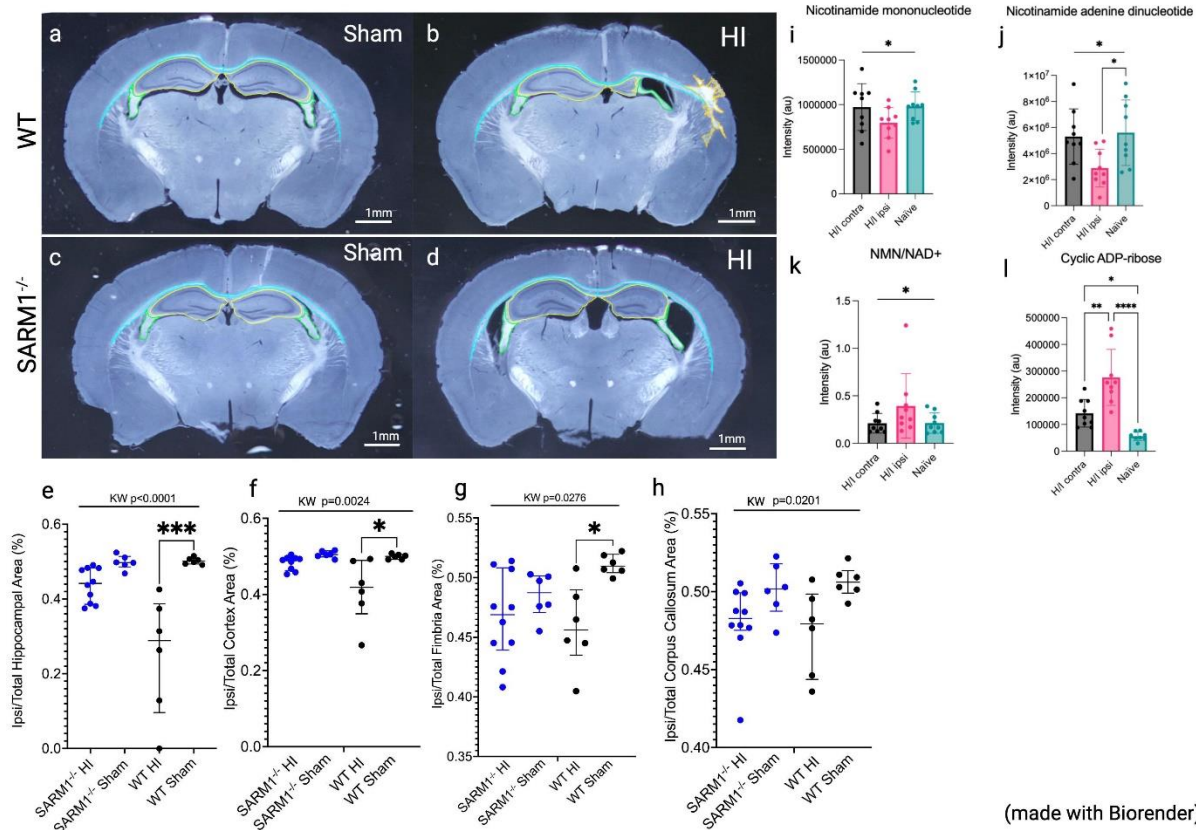 WT
SARM1-/-
a
Sham
1mm
b
HI
1mm
c
Sham
1mm
d
HI
1mm
Nicotinamide mononucleotide
i
*
Intensity (au)
1500000
1000000
500000
0
H/I contra
H/I ipsi
Naïve
Nicotinamide adenine dinucleotide
j
*
*
Intensity (au)
1×10⁷
8×10⁶
6×10⁶
4×10⁶
2×10⁶
0
H/I contra
H/I ipsi
Naïve
NMN/NAD+
k
*
Intensity (au)
1.5
1.0
0.5
0.0
H/I contra
H/I ipsi
Naïve
l
Cyclic ADP-ribose
*
** ****
Intensity (au)
500000
400000
300000
200000
100000
0
H/I contra
H/I ipsi
Naïve
e
KW p<0.0001
***
Ipsi/Total Hippocampal Area (%)
0.6
0.4
0.2
0.0
SARM1-/- HI
SARM1-/- Sham
WT HI
WT Sham
f
KW p=0.0024
*
Ipsi/Total Cortex Area (%)
0.6
0.4
0.2
0.0
SARM1-/- HI
SARM1-/- Sham
WT HI
WT Sham
g
KW p=0.0276
*
Ipsi/Total Fimbria Area (%)
0.55
0.50
0.45
0.40
0.35
SARM1-/- HI
SARM1-/- Sham
WT HI
WT Sham
h
KW p=0.0201
Ipsi/Total Corpus Callosum Area (%)
0.55
0.50
0.45
0.40
SARM1-/- HI
SARM1-/- Sham
WT HI
WT Sham
(made with Biorender)